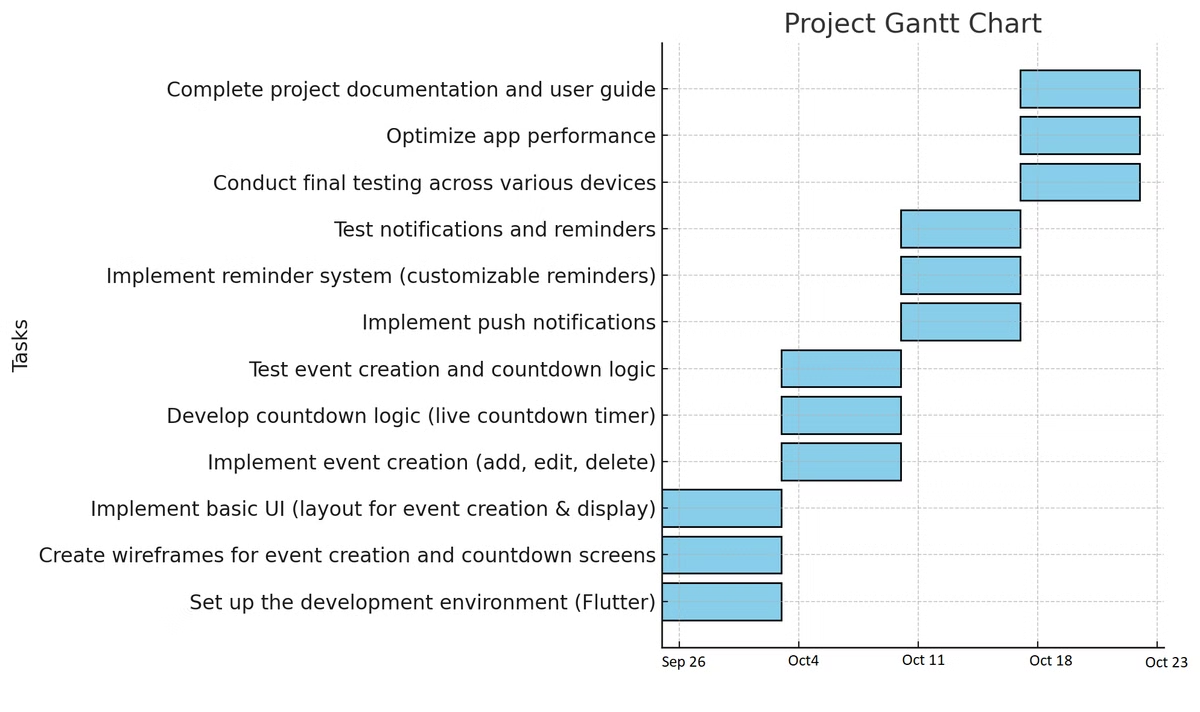 Project Gantt Chart
Complete project documentation and user guide
Optimize app performance
Conduct final testing across various devices
Test notifications and reminders
Implement reminder system (customizable reminders)
Implement push notifications
Test event creation and countdown logic
Develop countdown logic (live countdown timer)
Implement event creation (add, edit, delete)
Implement basic UI (layout for event creation & display)
Create wireframes for event creation and countdown screens
Set up the development environment (Flutter)
Tasks
Sep 26 Oct4 Oct 11 Oct 18 Oct 23